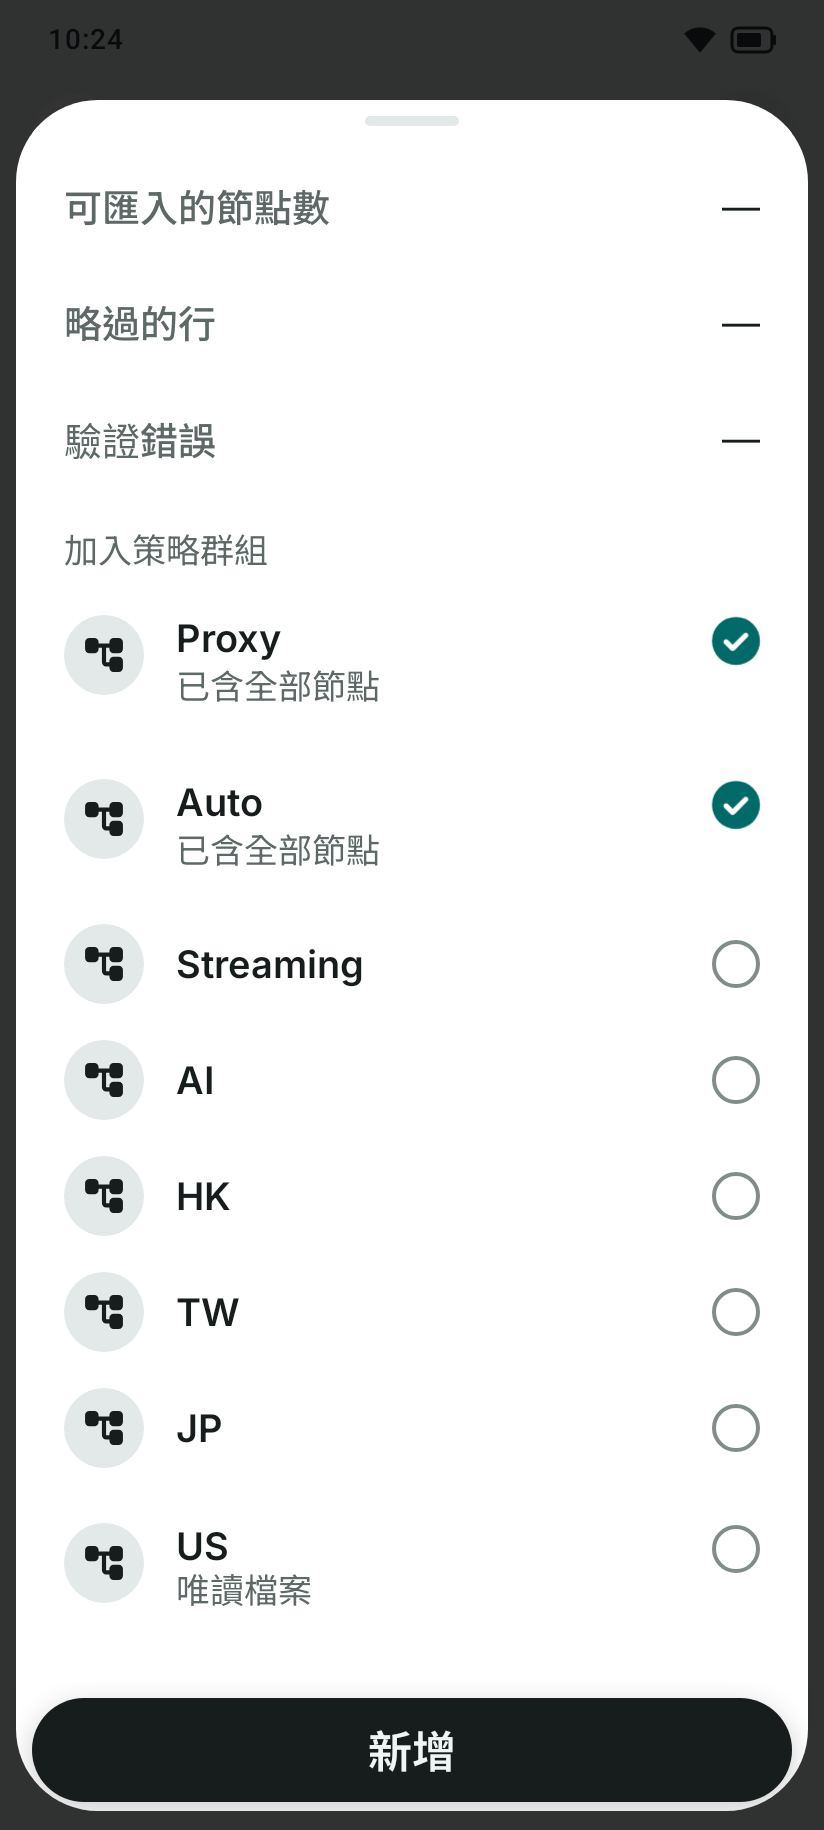 10:24
可匯入的節點數 —
略過的行 —
驗證錯誤 —
加入策略群組
Proxy
已含全部節點
Auto
已含全部節點
Streaming
AI
HK
TW
JP
US
唯讀檔案
新增